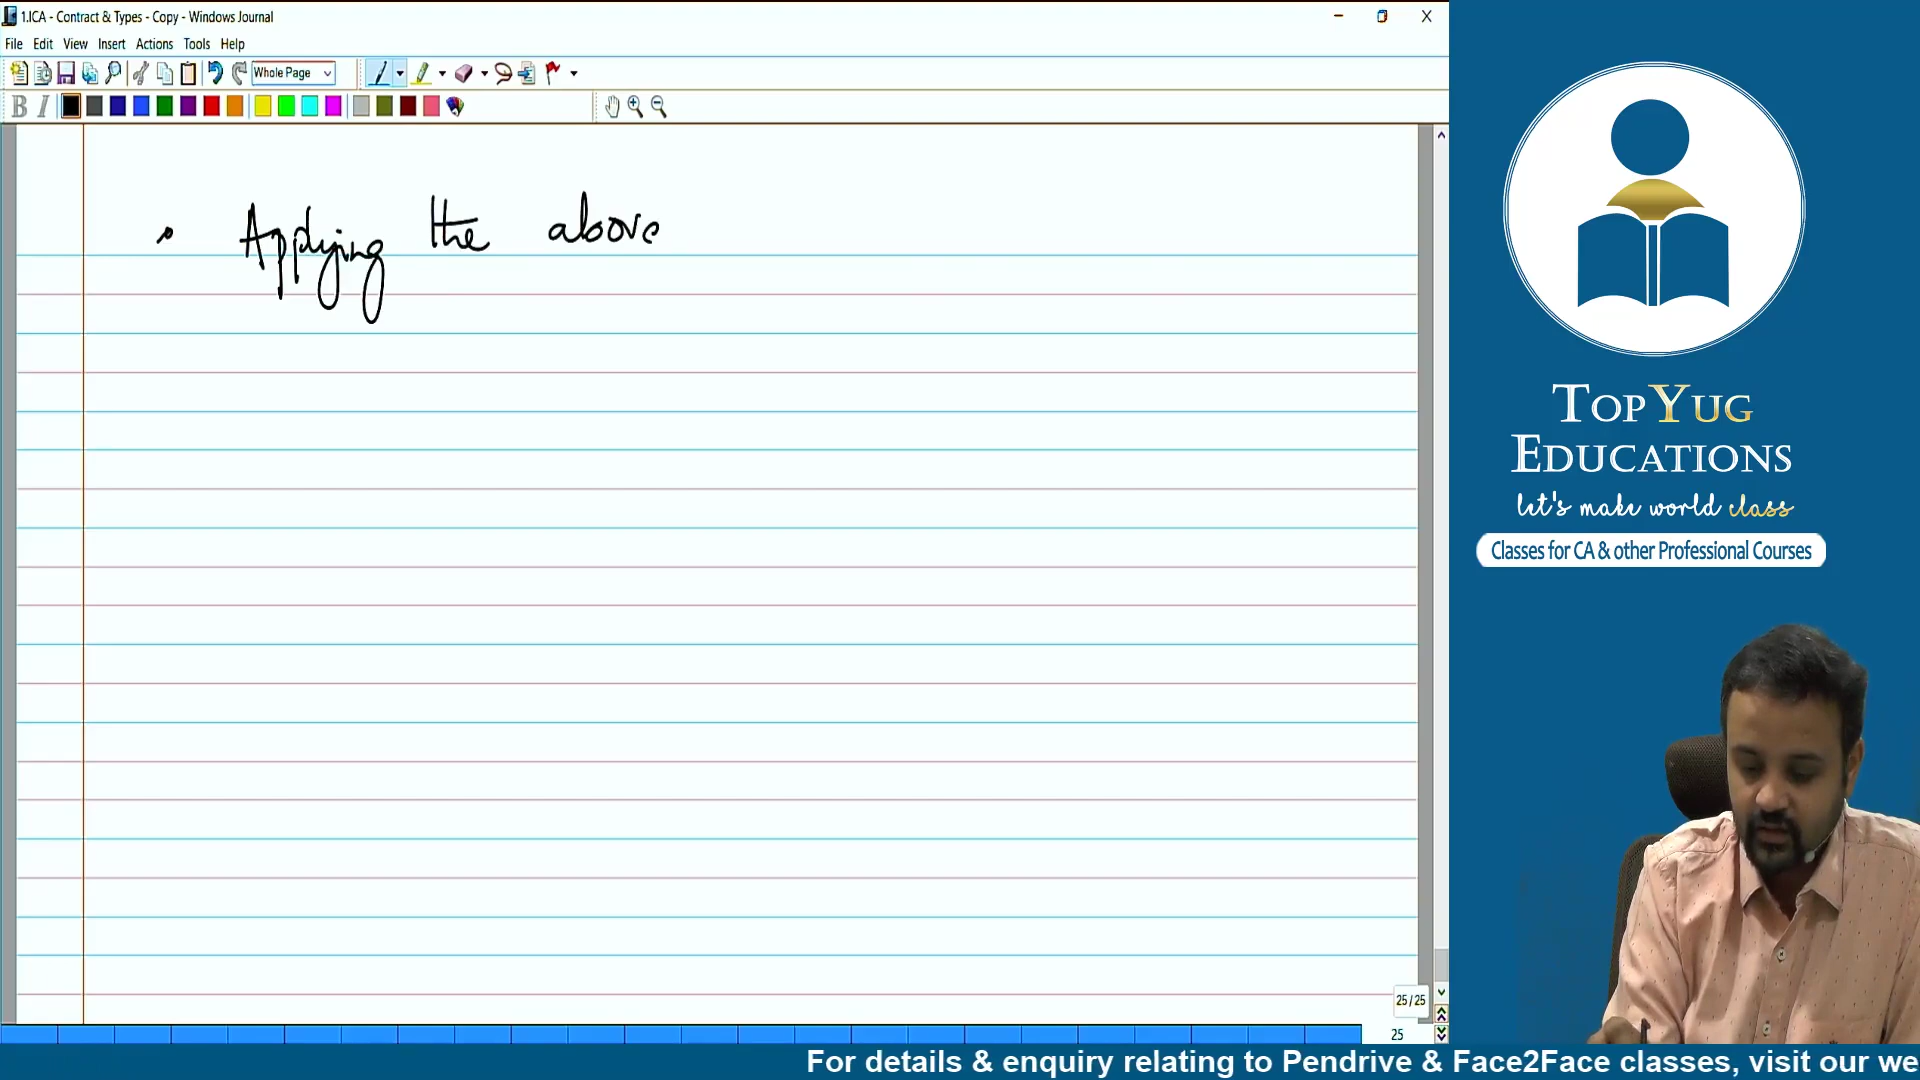 1.ICA - Contract & Types - Copy - Windows Journal
File Edit View Insert Actions Tools Help
Whole Page
B I
• Applying the above
25 / 25
25
TOPYUG
EDUCATIONS
let's make world class
Classes for CA & other Professional Courses
For details & enquiry relating to Pendrive & Face2Face classes, visit our we